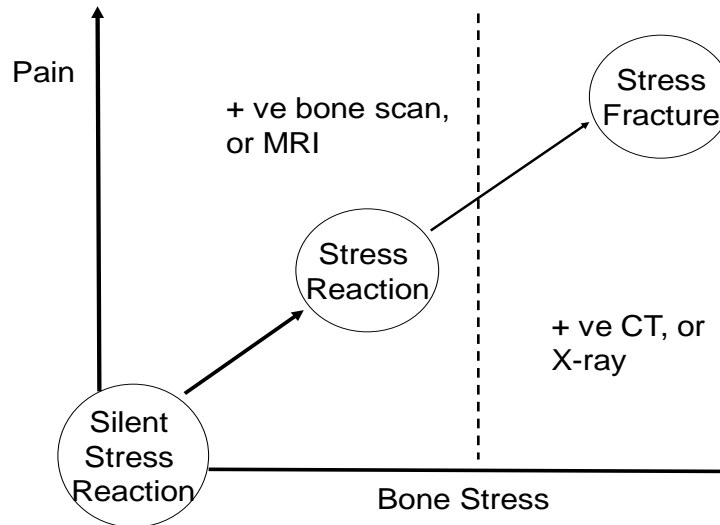 Pain
+ ve bone scan,
or MRI
Stress
Fracture
Stress
Reaction
+ ve CT, or
X-ray
Silent
Stress
Reaction
Bone Stress